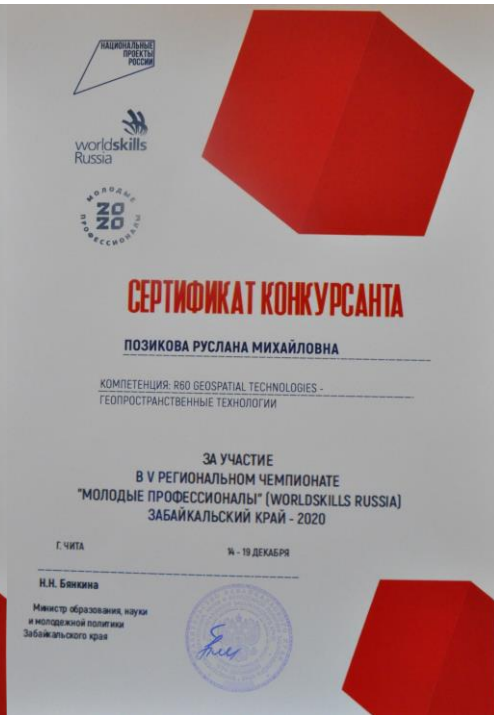 НАЦИОНАЛЬНЫЕ
ПРОЕКТЫ
РОССИИ
worldskills
Russia
МОЛОДЫЕ
2020
ПРОФЕССИОНАЛЫ
СЕРТИФИКАТ КОНКУРСАНТА
ПОЗИКОВА РУСЛАНА МИХАЙЛОВНА
КОМПЕТЕНЦИЯ: R60 GEOSPATIAL TECHNOLOGIES -
ГЕОПРОСТРАНСТВЕННЫЕ ТЕХНОЛОГИИ
ЗА УЧАСТИЕ
В V РЕГИОНАЛЬНОМ ЧЕМПИОНАТЕ
"МОЛОДЫЕ ПРОФЕССИОНАЛЫ" (WORLDSKILLS RUSSIA)
ЗАБАЙКАЛЬСКИЙ КРАЙ - 2020
Г. ЧИТА
14 - 19 ДЕКАБРЯ
Н.Н. Бянкина
Министр образования, науки
и молодежной политики
Забайкальского края